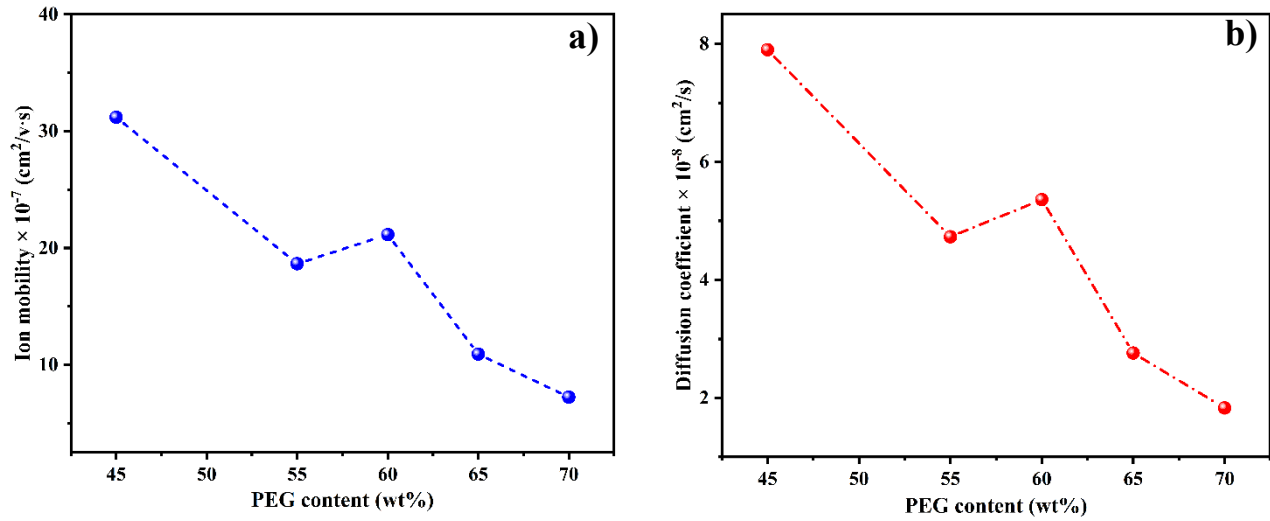 a)
40
30
20
10
Ion mobility × 10⁻⁷ (cm²/v·s)
45 50 55 60 65 70
PEG content (wt%)
b)
8
6
4
2
Diffusion coefficient × 10⁻⁸ (cm²/s)
45 50 55 60 65 70
PEG content (wt%)